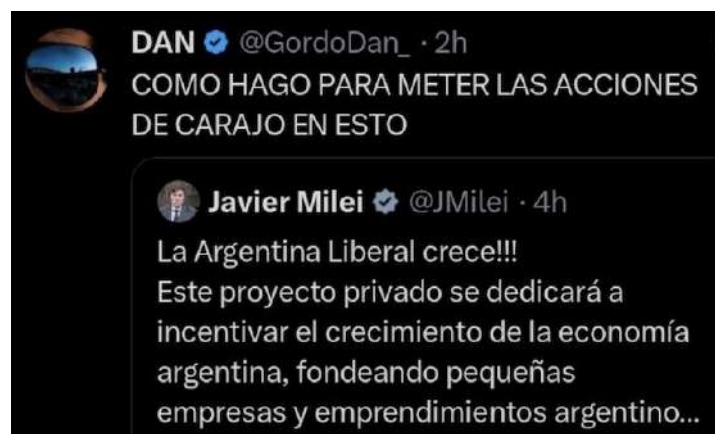 DAN @GordoDan_ · 2h
COMO HAGO PARA METER LAS ACCIONES
DE CARAJO EN ESTO
Javier Milei @JMilei · 4h
La Argentina Liberal crece!!!
Este proyecto privado se dedicará a
incentivar el crecimiento de la economía
argentina, fondeando pequeñas
empresas y emprendimientos argentino...